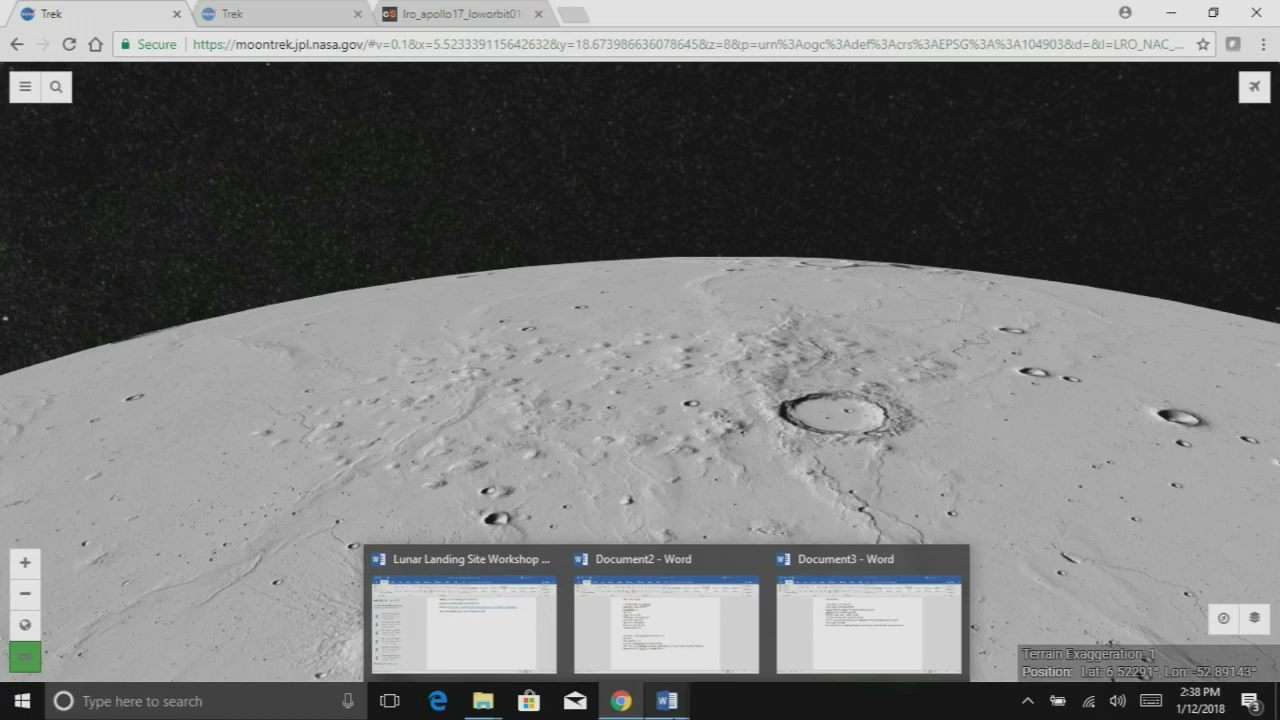 Trek
Trek
lro_apollo17_loworbit01
Secure
https://moontrek.jpl.nasa.gov/#v=0.1&x=5.5233391156426328&y=18.673986636078645&z=8&p=urn%3Aogc%3Adef%3Acrs%3AEPSG%3A%3A104903&d=&l=LRO_NAC_...
Lunar Landing Site Workshop ...
Document2 - Word
Document3 - Word
Terrain Exaggeration, 1
Position: Lat: 6.52291°, Lon: -52.89143°
Type here to search
2:38 PM
1/12/2018
3